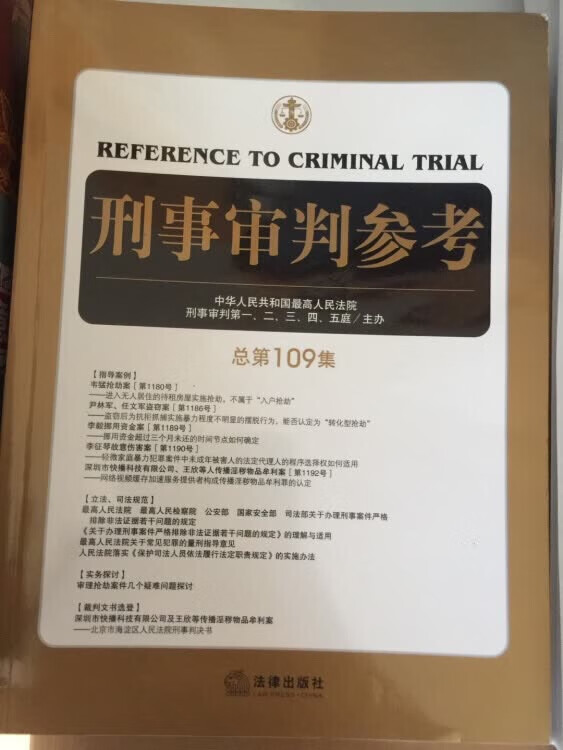 REFERENCE TO CRIMINAL TRIAL
刑事审判参考
中华人民共和国最高人民法院
刑事审判第一、二、三、四、五庭/主办
总第109集
【指导案例】
韦猛抢劫案［第1180号］
——进入无人居住的待租房屋实施抢劫，不属于“入户抢劫”
尹林军、任文军盗窃案［第1186号］
——盗窃后为抗拒抓捕实施暴力程度不明显的摆脱行为，能否认定为“转化型抢劫”
李毅挪用资金案［第1189号］
——挪用资金超过三个月未还的时间节点如何确定
李征琴故意伤害案［第1190号］
——轻微家庭暴力犯罪案件中未成年被害人的法定代理人的程序选择权如何适用
深圳市快播科技有限公司、王欣等人传播淫秽物品牟利案［第1192号］
——网络视频缓存加速服务提供者构成传播淫秽物品牟利罪的认定
【立法、司法规范】
最高人民法院 最高人民检察院 公安部 国家安全部 司法部关于办理刑事案件严格
排除非法证据若干问题的规定
《关于办理刑事案件严格排除非法证据若干问题的规定》的理解与适用
最高人民法院关于常见犯罪的量刑指导意见
人民法院落实《保护司法人员依法履行法定职责规定》的实施办法
【实务探讨】
审理抢劫案件几个疑难问题探讨
【裁判文书选登】
深圳市快播科技有限公司及王欣等传播淫秽物品牟利案
——北京市海淀区人民法院刑事判决书
法律出版社
LAW PRESS·CHINA